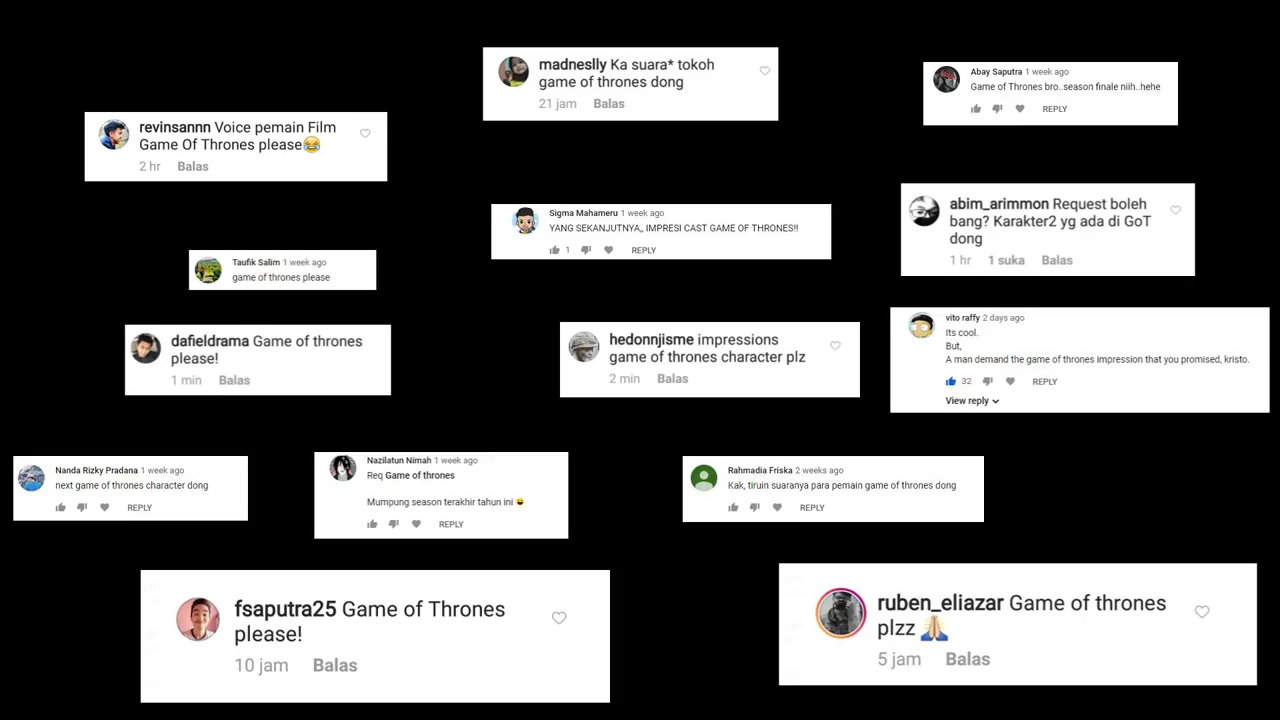 madneslly Ka suara* tokoh
game of thrones dong
21 jam Balas
Abay Saputra 1 week ago
Game of Thrones bro..season finale niih..hehe
REPLY
revinsannn Voice pemain Film
Game Of Thrones please😂
2 hr Balas
Sigma Mahameru 1 week ago
YANG SEKANJUTNYA,, IMPRESI CAST GAME OF THRONES!!
1 REPLY
abim_arimmon Request boleh
bang? Karakter2 yg ada di GoT
dong
1 hr 1 suka Balas
Taufik Salim 1 week ago
game of thrones please
dafieldrama Game of thrones
please!
1 min Balas
hedonnjisme impressions
game of thrones character plz
2 min Balas
vito raffy 2 days ago
Its cool.
But,
A man demand the game of thrones impression that you promised, kristo.
32 REPLY
View reply
Nanda Rizky Pradana 1 week ago
next game of thrones character dong
REPLY
Nazilatun Nimah 1 week ago
Req Game of thrones
Mumpung season terakhir tahun ini 😀
REPLY
Rahmadia Friska 2 weeks ago
Kak, tiruin suaranya para pemain game of thrones dong
REPLY
fsaputra25 Game of Thrones
please!
10 jam Balas
ruben_eliazar Game of thrones
plzz 🙏
5 jam Balas